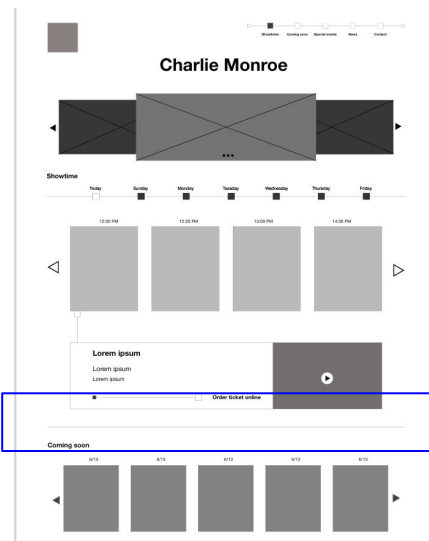 Showtimes Coming soon Special events News Contact
Charlie Monroe
Showtime
Today Sunday Monday Tuesday Wednesday Thursday Friday
12:00 PM 12:20 PM 13:00 PM 14:00 PM
Lorem ipsum
Lorem ipsum
Lorem ipsum
Order ticket online
Coming soon
6/13 6/13 6/13 6/13 6/13